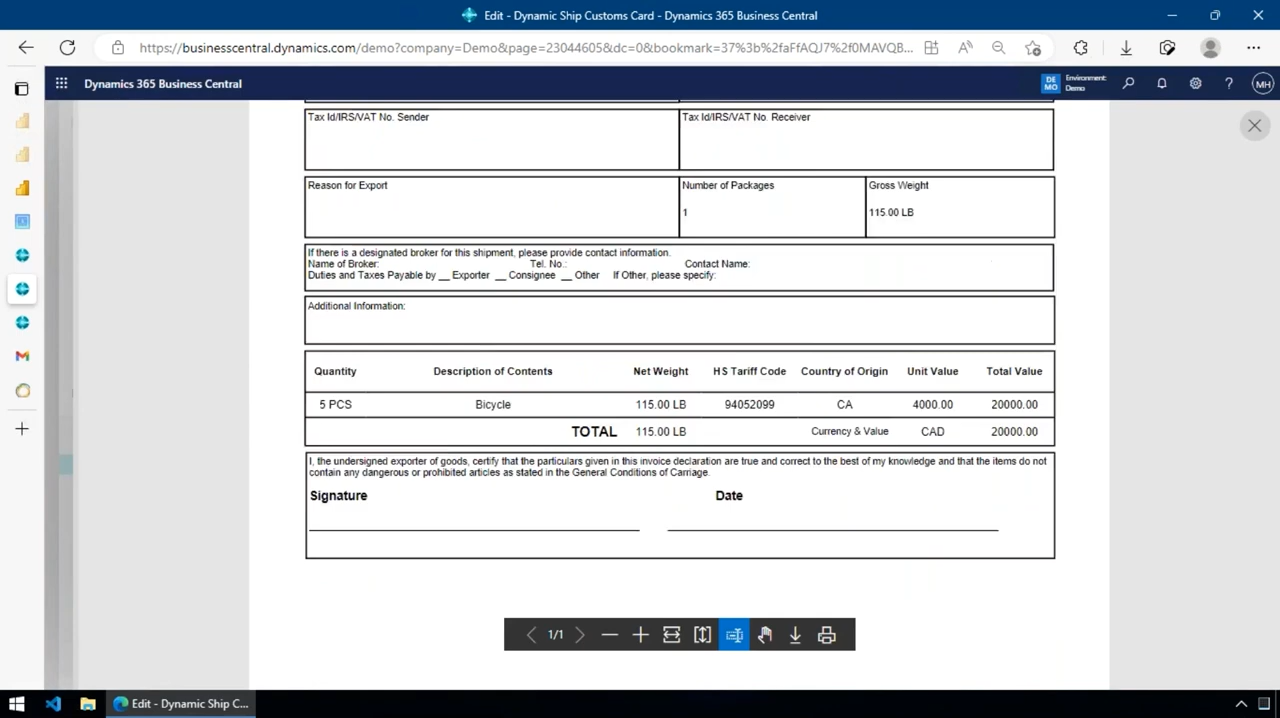 Edit - Dynamic Ship Customs Card - Dynamics 365 Business Central
https://businesscentral.dynamics.com/demo?company=Demo&page=23044605&dc=0&bookmark=37%3b%2faFfAQJ7%2f0MAVQB...
Dynamics 365 Business Central
DE MO
Environment: Demo
?
MH
Tax Id/IRS/VAT No. Sender
Tax Id/IRS/VAT No. Receiver
Reason for Export
Number of Packages
Gross Weight
1
115.00 LB
If there is a designated broker for this shipment, please provide contact information.
Name of Broker: Tel. No.: Contact Name:
Duties and Taxes Payable by __ Exporter __ Consignee __ Other If Other, please specify:
Additional Information:
Quantity Description of Contents Net Weight HS Tariff Code Country of Origin Unit Value Total Value
5 PCS Bicycle 115.00 LB 94052099 CA 4000.00 20000.00
TOTAL 115.00 LB Currency & Value CAD 20000.00
I, the undersigned exporter of goods, certify that the particulars given in this invoice declaration are true and correct to the best of my knowledge and that the items do not
contain any dangerous or prohibited articles as stated in the General Conditions of Carriage.
Signature Date
1/1
Edit - Dynamic Ship C...